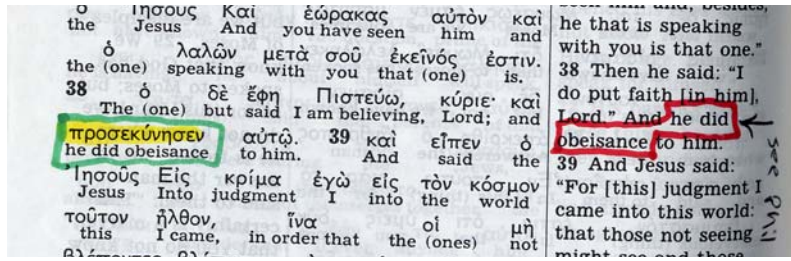 ὁ Ἰησοῦς Καὶ ἑώρακας αὐτὸν καὶ
the Jesus And you have seen him and
ὁ λαλῶν μετὰ σοῦ ἐκεῖνός ἐστιν.
the (one) speaking with you that (one) is.
38 ὁ δὲ ἔφη Πιστεύω, κύριε· καὶ
The (one) but said I am believing, Lord; and
προσεκύνησεν αὐτῷ. 39 καὶ εἶπεν ὁ
he did obeisance to him. And said the
Ἰησοῦς Εἰς κρίμα ἐγὼ εἰς τὸν κόσμον
Jesus Into judgment I into the world
τοῦτον ἦλθον, ἵνα οἱ μὴ
this I came, in order that the (ones) not
he that is speaking
with you is that one.”
38 Then he said: “I
do put faith [in him],
Lord.” And he did
obeisance to him.
39 And Jesus said:
“For [this] judgment I
came into this world:
that those not seeing
might see and those
see Phil